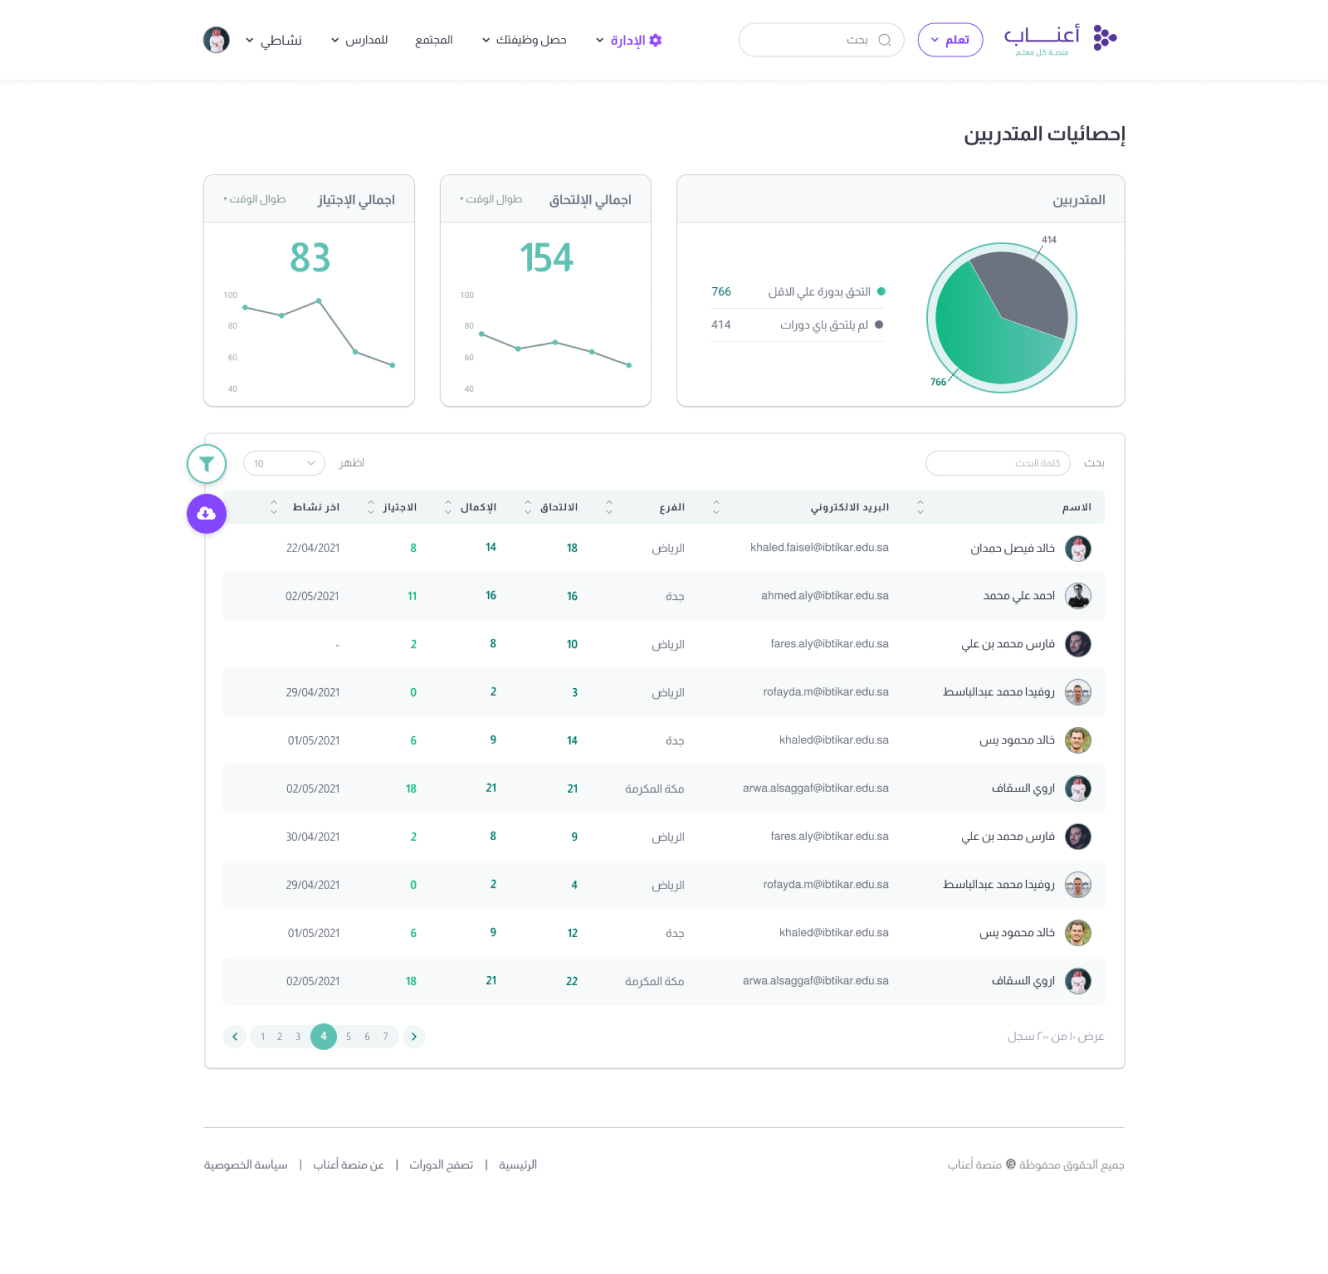 أعنـــاب
منصة كل معلم
تعلم
بحث
الإدارة
حصل وظيفتك
المجتمع
للمدارس
نشاطي
إحصائيات المتدربين
المتدربين
414
766
التحق بدورة علي الاقل 766
لم يلتحق باي دورات 414
اجمالي الإلتحاق طوال الوقت
154
100
80
60
40
اجمالي الإجتياز طوال الوقت
83
100
80
60
40
بحث كلمة البحث اظهر 10
الاسم البريد الالكتروني الفرع الالتحاق الإكمال الاجتياز اخر نشاط
خالد فيصل حمدان khaled.faisel@ibtikar.edu.sa الرياض 18 14 8 22/04/2021
احمد علي محمد ahmed.aly@ibtikar.edu.sa جدة 16 16 11 02/05/2021
فارس محمد بن علي fares.aly@ibtikar.edu.sa الرياض 10 8 2 -
روفيدا محمد عبدالباسط rofayda.m@ibtikar.edu.sa الرياض 3 2 0 29/04/2021
خالد محمود يس khaled@ibtikar.edu.sa جدة 14 9 6 01/05/2021
اروي السقاف arwa.alsaggaf@ibtikar.edu.sa مكة المكرمة 21 21 18 02/05/2021
فارس محمد بن علي fares.aly@ibtikar.edu.sa الرياض 9 8 2 30/04/2021
روفيدا محمد عبدالباسط rofayda.m@ibtikar.edu.sa الرياض 4 2 0 29/04/2021
خالد محمود يس khaled@ibtikar.edu.sa جدة 12 9 6 01/05/2021
اروي السقاف arwa.alsaggaf@ibtikar.edu.sa مكة المكرمة 22 21 18 02/05/2021
عرض ١٠ من ٢٠٠ سجل
1 2 3 4 5 6 7
جميع الحقوق محفوظة © منصة أعناب
الرئيسية | تصفح الدورات | عن منصة أعناب | سياسة الخصوصية